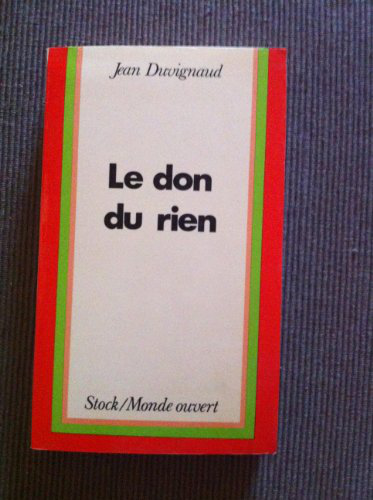 Jean Duvignaud
Le don
du rien
Stock/Monde ouvert